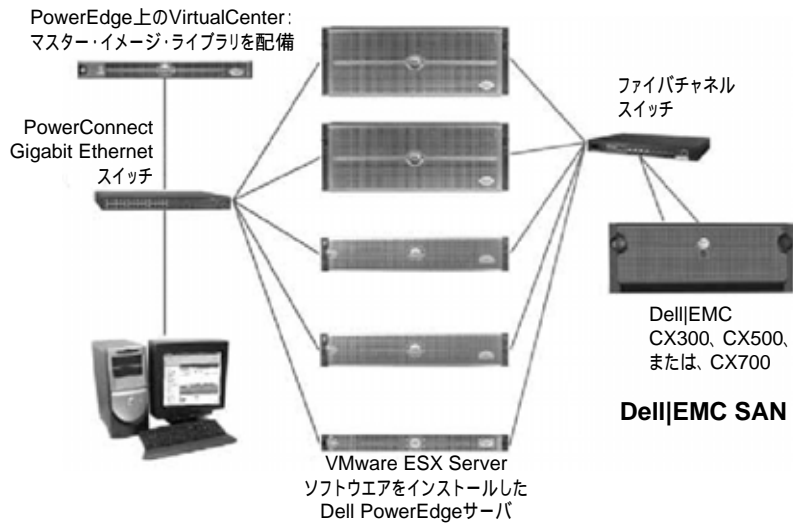 PowerEdge上のVirtualCenter:
マスター・イメージ・ライブラリを配備
PowerConnect
Gigabit Ethernet
スイッチ
ファイバチャネル
スイッチ
Dell|EMC
CX300、CX500、
または、CX700
Dell|EMC SAN
VMware ESX Server
ソフトウエアをインストールした
Dell PowerEdgeサーバ